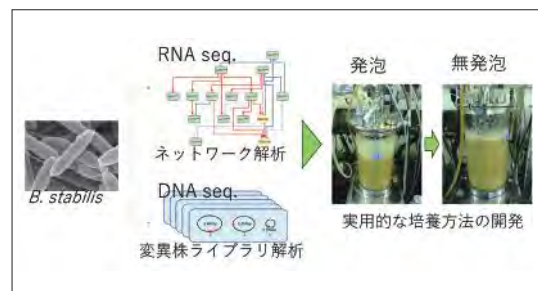 RNA seq.
ネットワーク解析
B. stabilis
DNA seq.
変異株ライブラリ解析
発泡
無発泡
実用的な培養方法の開発